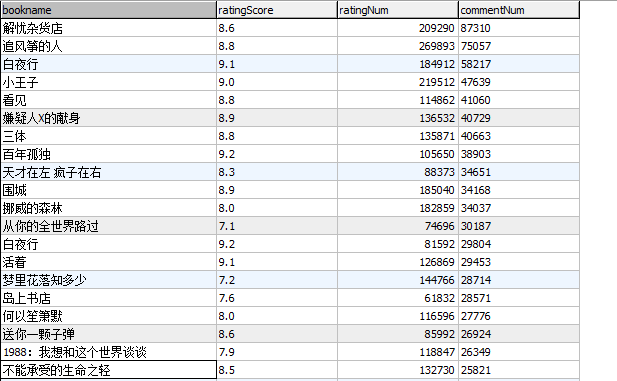 bookname ratingScore ratingNum commentNum
解忧杂货店 8.6 209290 87310
追风筝的人 8.8 269893 75057
白夜行 9.1 184912 58217
小王子 9.0 219512 47639
看见 8.8 114862 41060
嫌疑人X的献身 8.9 136532 40729
三体 8.8 135871 40663
百年孤独 9.2 105650 38903
天才在左 疯子在右 8.3 88373 34651
围城 8.9 185040 34168
挪威的森林 8.0 182859 34037
从你的全世界路过 7.1 74696 30187
白夜行 9.2 81592 29804
活着 9.1 126869 29453
梦里花落知多少 7.2 144766 28714
岛上书店 7.6 61832 28571
何以笙箫默 8.0 116596 27776
送你一颗子弹 8.6 85992 26924
1988：我想和这个世界谈谈 7.9 118847 26349
不能承受的生命之轻 8.5 132730 25821